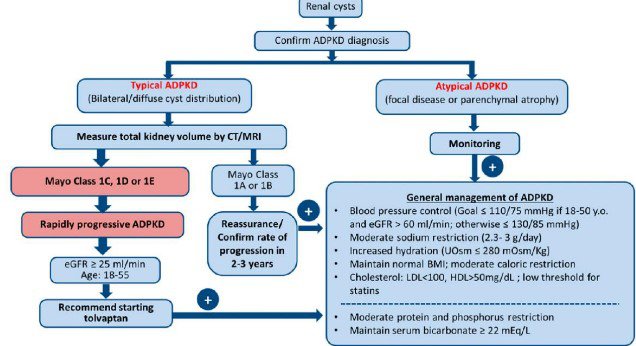 Renal cysts
Confirm ADPKD diagnosis
Typical ADPKD
(Bilateral/diffuse cyst distribution)
Atypical ADPKD
(focal disease or parenchymal atrophy)
Measure total kidney volume by CT/MRI
Monitoring
Mayo Class 1C, 1D or 1E
Mayo Class
1A or 1B
Rapidly progressive ADPKD
Reassurance/
Confirm rate of
progression in
2-3 years
eGFR ≥ 25 ml/min
Age: 18-55
Recommend starting
tolvaptan
+
+
+
General management of ADPKD
• Blood pressure control (Goal ≤ 110/75 mmHg if 18-50 y.o.
and eGFR > 60 ml/min; otherwise ≤ 130/85 mmHg)
• Moderate sodium restriction (2.3- 3 g/day)
• Increased hydration (UOsm ≤ 280 mOsm/Kg)
• Maintain normal BMI; moderate caloric restriction
• Cholesterol: LDL<100, HDL>50mg/dL ; low threshold for
statins
• Moderate protein and phosphorus restriction
• Maintain serum bicarbonate ≥ 22 mEq/L